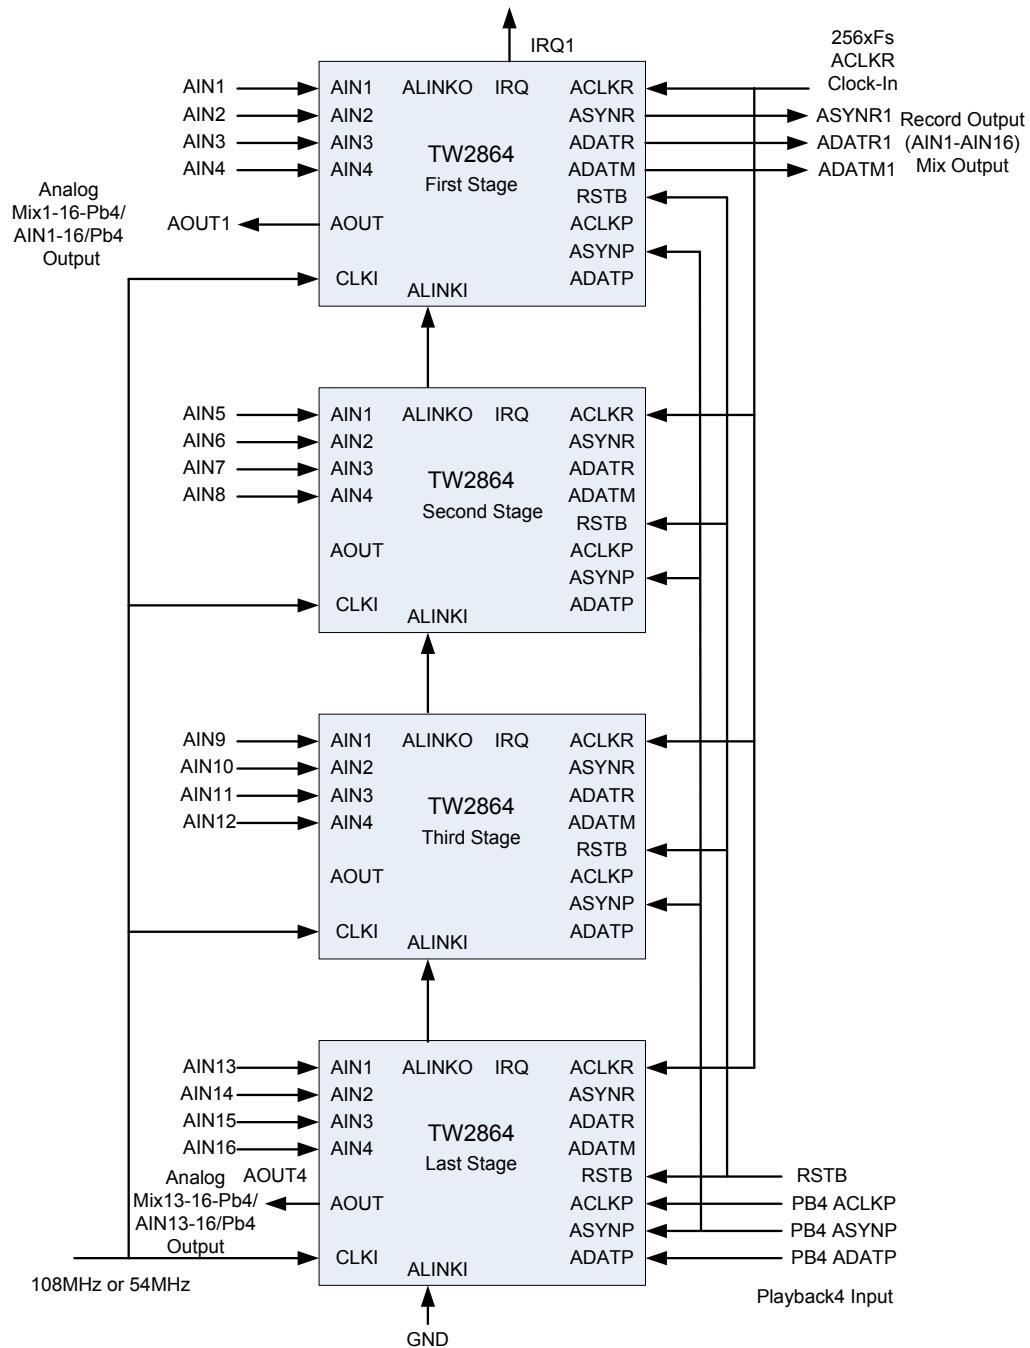 IRQ1
256xFs
ACLKR
Clock-In
AIN1 AIN1 ALINKO IRQ ACLKR
AIN2 AIN2 ASYNR ASYNR1
AIN3 AIN3 ADATR ADATR1
AIN4 AIN4 ADATM ADATM1
Record Output
(AIN1-AIN16)
Mix Output
TW2864
First Stage
RSTB
Analog
Mix1-16-Pb4/
AIN1-16/Pb4
Output
AOUT1 AOUT ACLKP
ASYNP
CLKI ADATP
ALINKI
AIN5 AIN1 ALINKO IRQ ACLKR
AIN6 AIN2 ASYNR
AIN7 AIN3 ADATR
AIN8 AIN4 ADATM
TW2864
Second Stage
RSTB
AOUT ACLKP
ASYNP
CLKI ADATP
ALINKI
AIN9 AIN1 ALINKO IRQ ACLKR
AIN10 AIN2 ASYNR
AIN11 AIN3 ADATR
AIN12 AIN4 ADATM
TW2864
Third Stage
RSTB
AOUT ACLKP
ASYNP
CLKI ADATP
ALINKI
AIN13 AIN1 ALINKO IRQ ACLKR
AIN14 AIN2 ASYNR
AIN15 AIN3 ADATR
AIN16 AIN4 ADATM
TW2864
Last Stage
RSTB RSTB
AOUT4
Analog
Mix13-16-Pb4/
AIN13-16/Pb4
Output
AOUT ACLKP PB4 ACLKP
ASYNP PB4 ASYNP
CLKI ADATP PB4 ADATP
ALINKI
108MHz or 54MHz
Playback4 Input
GND